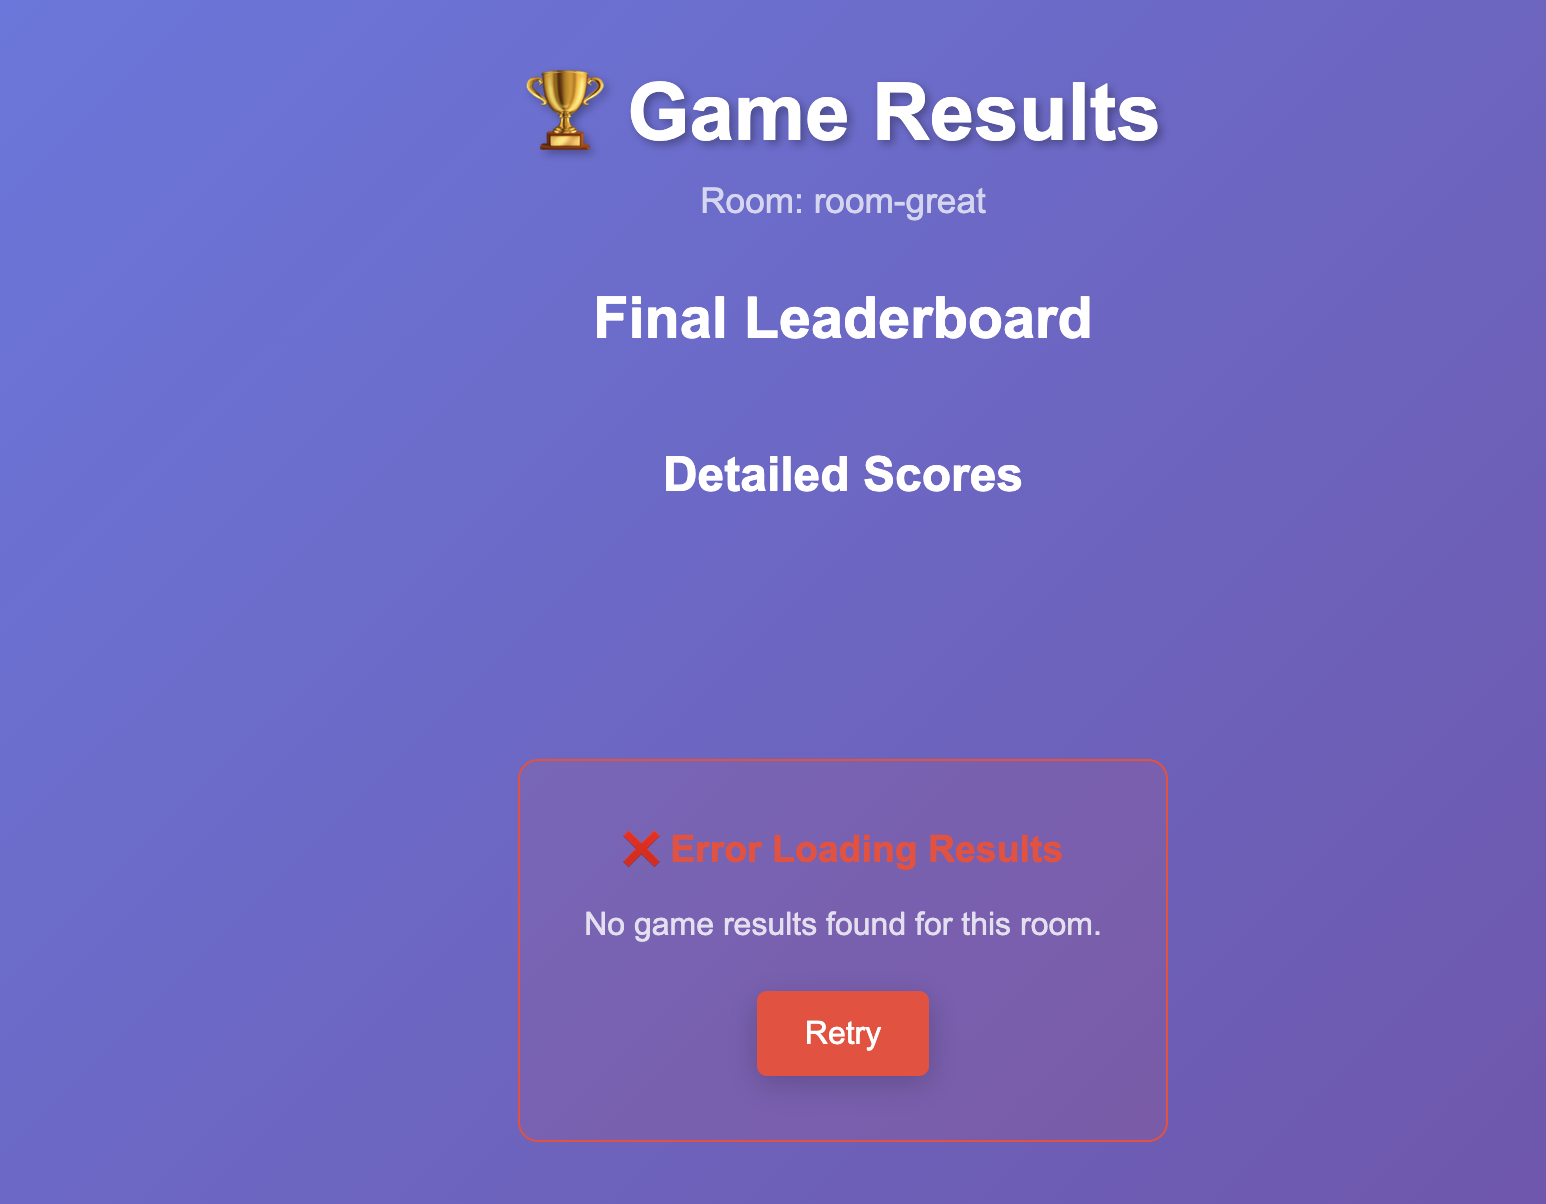 Game Results
Room: room-great
Final Leaderboard
Detailed Scores
Error Loading Results
No game results found for this room.
Retry